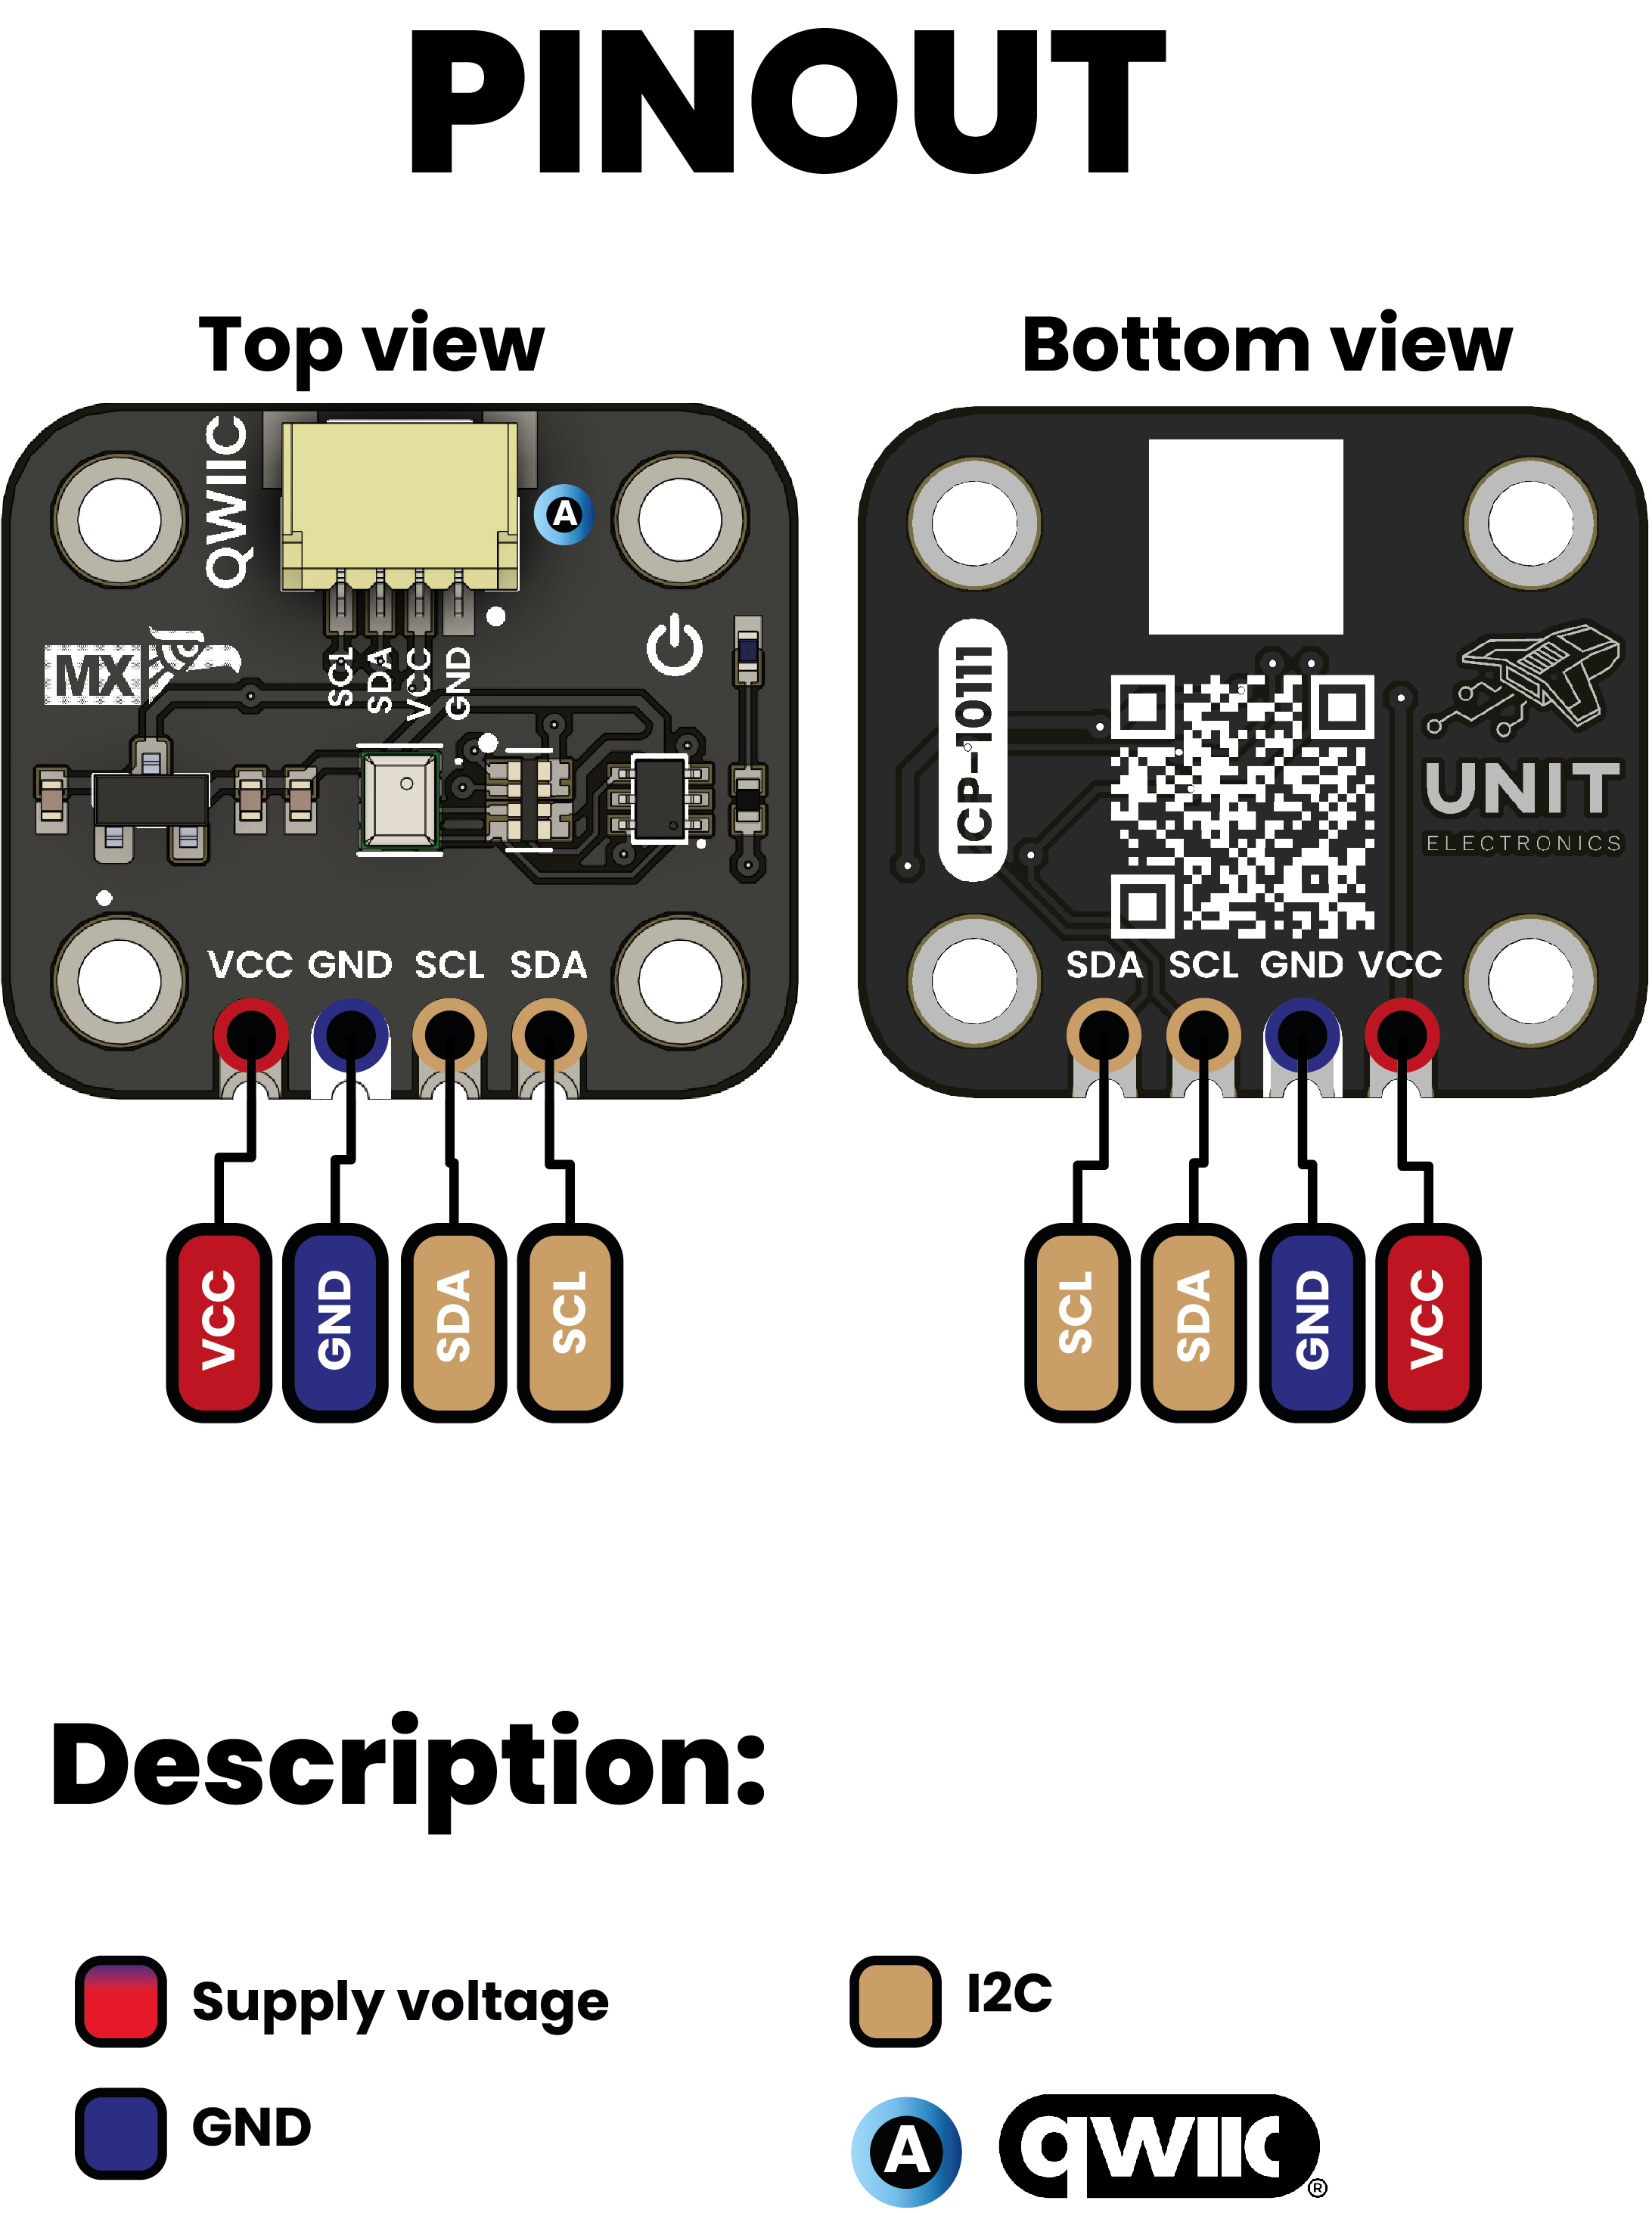 PINOUT
Top view
Bottom view
QWIIC
A
MX
SCL
SDA
VCC
GND
VCC GND SCL SDA
VCC
GND
SDA
SCL
ICP-10111
UNIT
ELECTRONICS
SDA SCL GND VCC
SCL
SDA
GND
VCC
Description:
Supply voltage
I2C
GND
A
qwiic
®